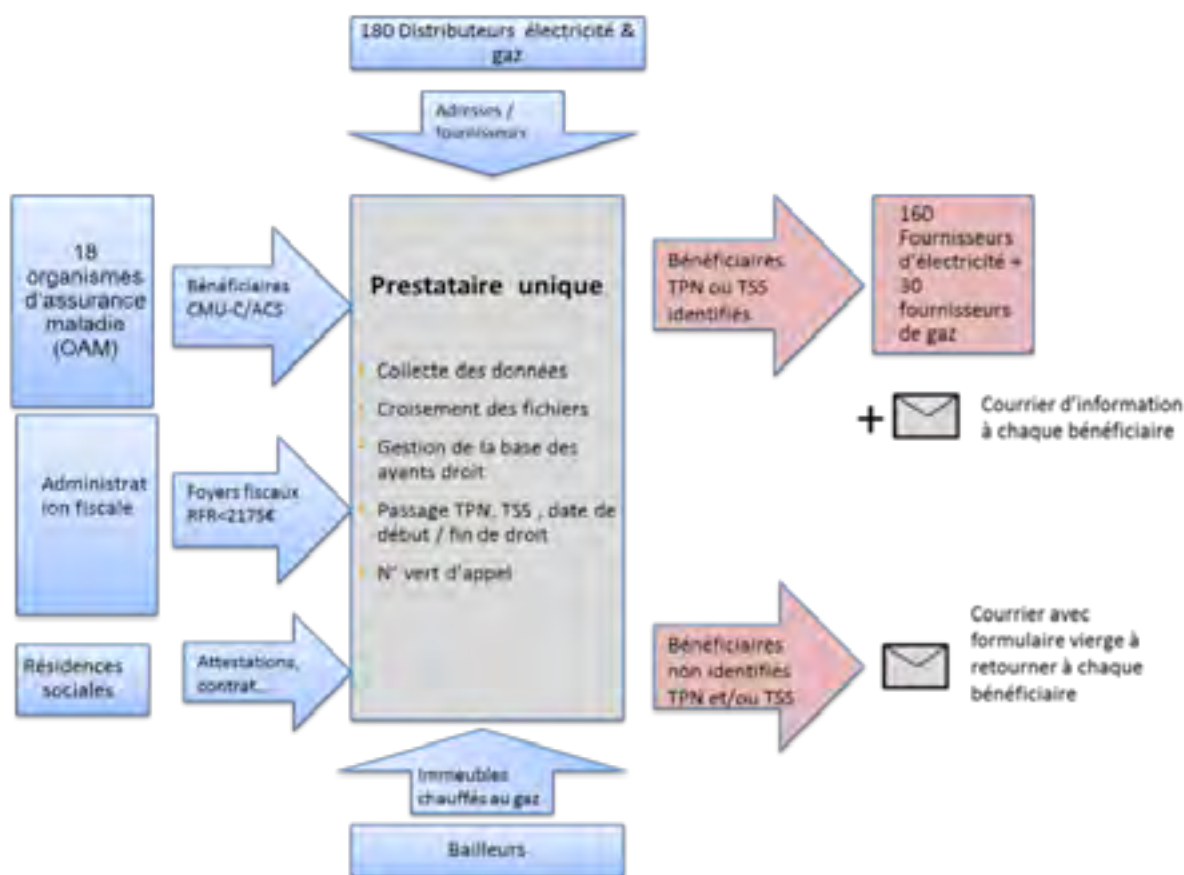 180 Distributeurs électricité &
gaz
Adresses /
fournisseurs
18
organismes
d'assurance
maladie
(OAM)
Bénéficiaires
CMU-C/ACS
Prestataire unique
Collecte des données
Croisement des fichiers
Gestion de la base des
ayants droit
Passage TPN, TSS , date de
début / fin de droit
N° vert d'appel
Bénéficiaires
TPN ou TSS
identifiés
160
Fournisseurs
d'électricité +
30
fournisseurs
de gaz
+
Courrier d'information
à chaque bénéficiaire
Administrat
ion fiscale
Foyers fiscaux
RFR<2175€
Résidences
sociales
Attestations,
contrat...
Bénéficiaires
non identifiés
TPN et/ou TSS
Courrier avec
formulaire vierge à
retourner à chaque
bénéficiaire
Immeubles
chauffés au gaz
Bailleurs